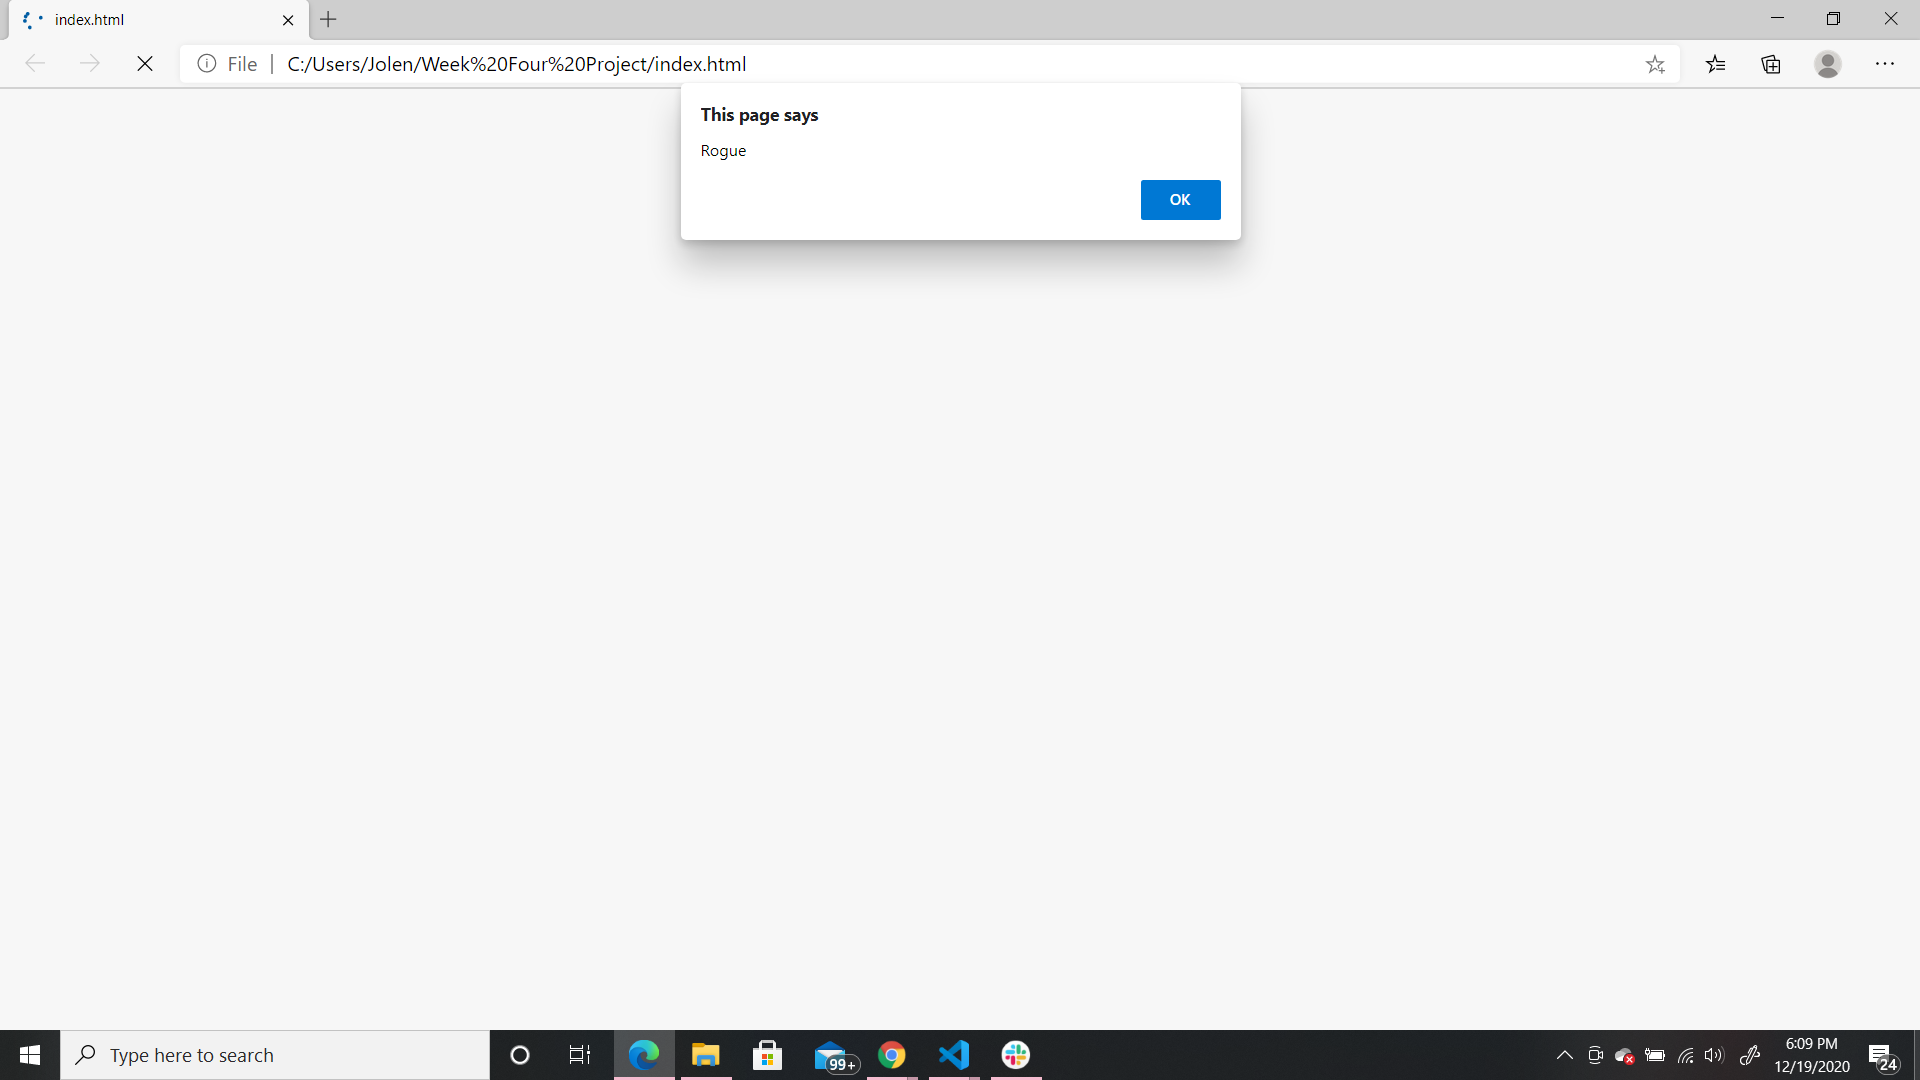 index.html
File
C:/Users/Jolen/Week%20Four%20Project/index.html
This page says
Rogue
OK
Type here to search
99+
6:09 PM
12/19/2020
24